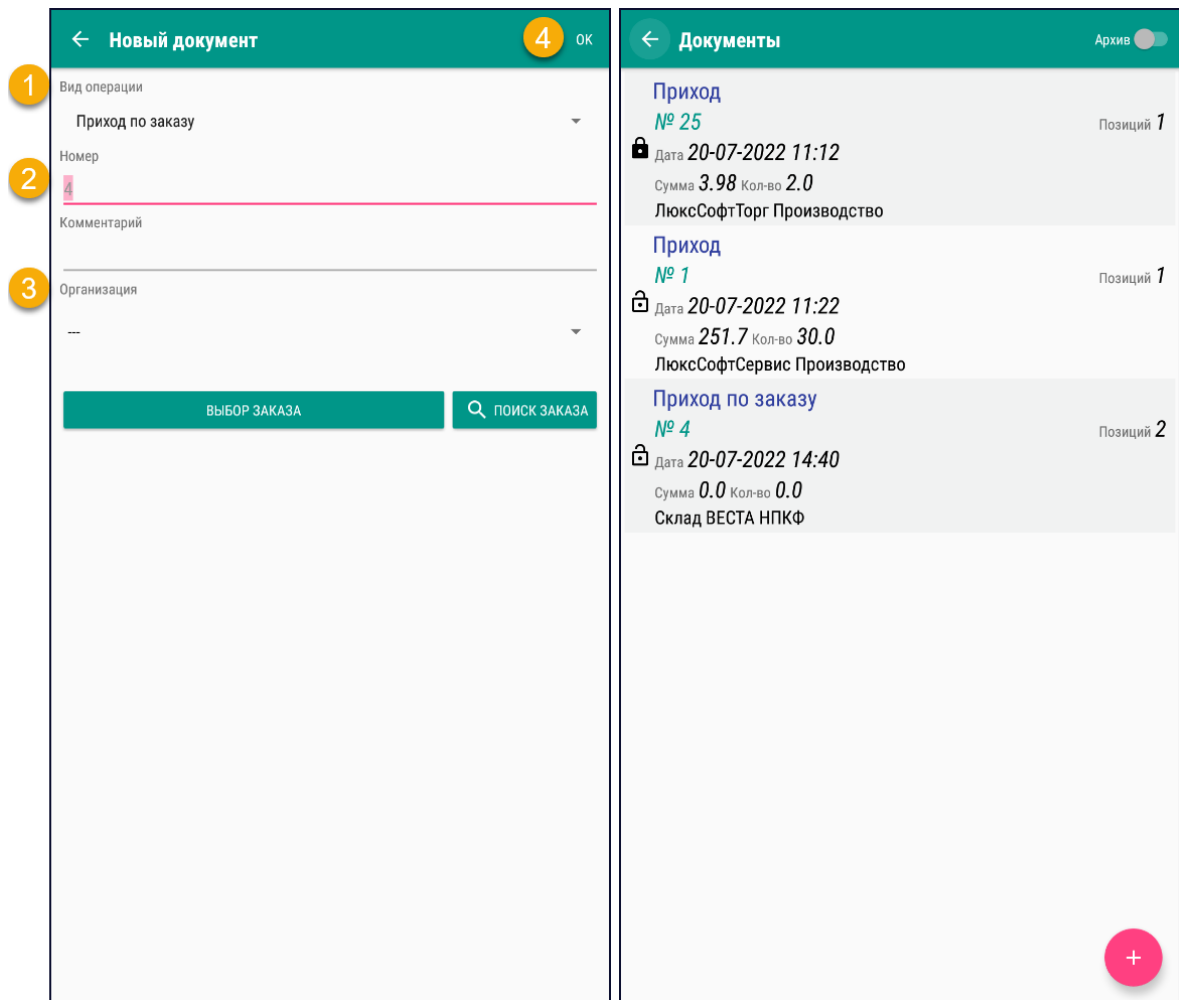 Новый документ
4 OK
1 Вид операции
Приход по заказу
2 Номер
4
Комментарий
3 Организация
---
ВЫБОР ЗАКАЗА
ПОИСК ЗАКАЗА
Документы
Архив
Приход
№ 25
Позиций 1
Дата 20-07-2022 11:12
Сумма 3.98 Кол-во 2.0
ЛюксСофтТорг Производство
Приход
№ 1
Позиций 1
Дата 20-07-2022 11:22
Сумма 251.7 Кол-во 30.0
ЛюксСофтСервис Производство
Приход по заказу
№ 4
Позиций 2
Дата 20-07-2022 14:40
Сумма 0.0 Кол-во 0.0
Склад ВЕСТА НПКФ